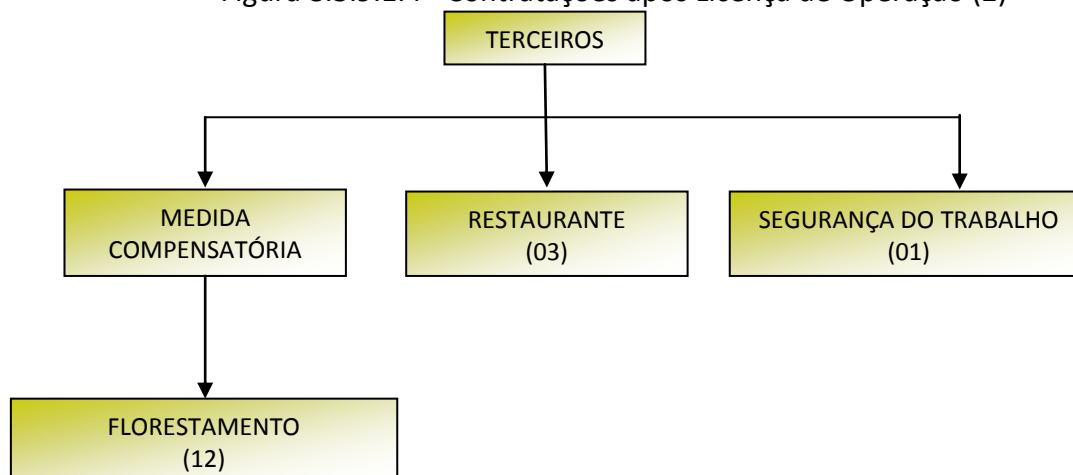 Contratações após Licença de Operação (2)
TERCEIROS
MEDIDA
COMPENSATÓRIA
RESTAURANTE
(03)
SEGURANÇA DO TRABALHO
(01)
FLORESTAMENTO
(12)